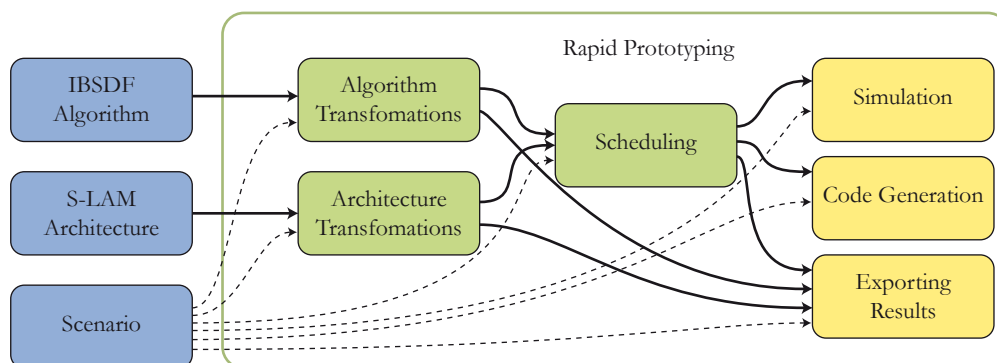 Rapid Prototyping
IBSDF
Algorithm
Algorithm
Transfomations
Simulation
Scheduling
S-LAM
Architecture
Architecture
Transfomations
Code Generation
Scenario
Exporting
Results